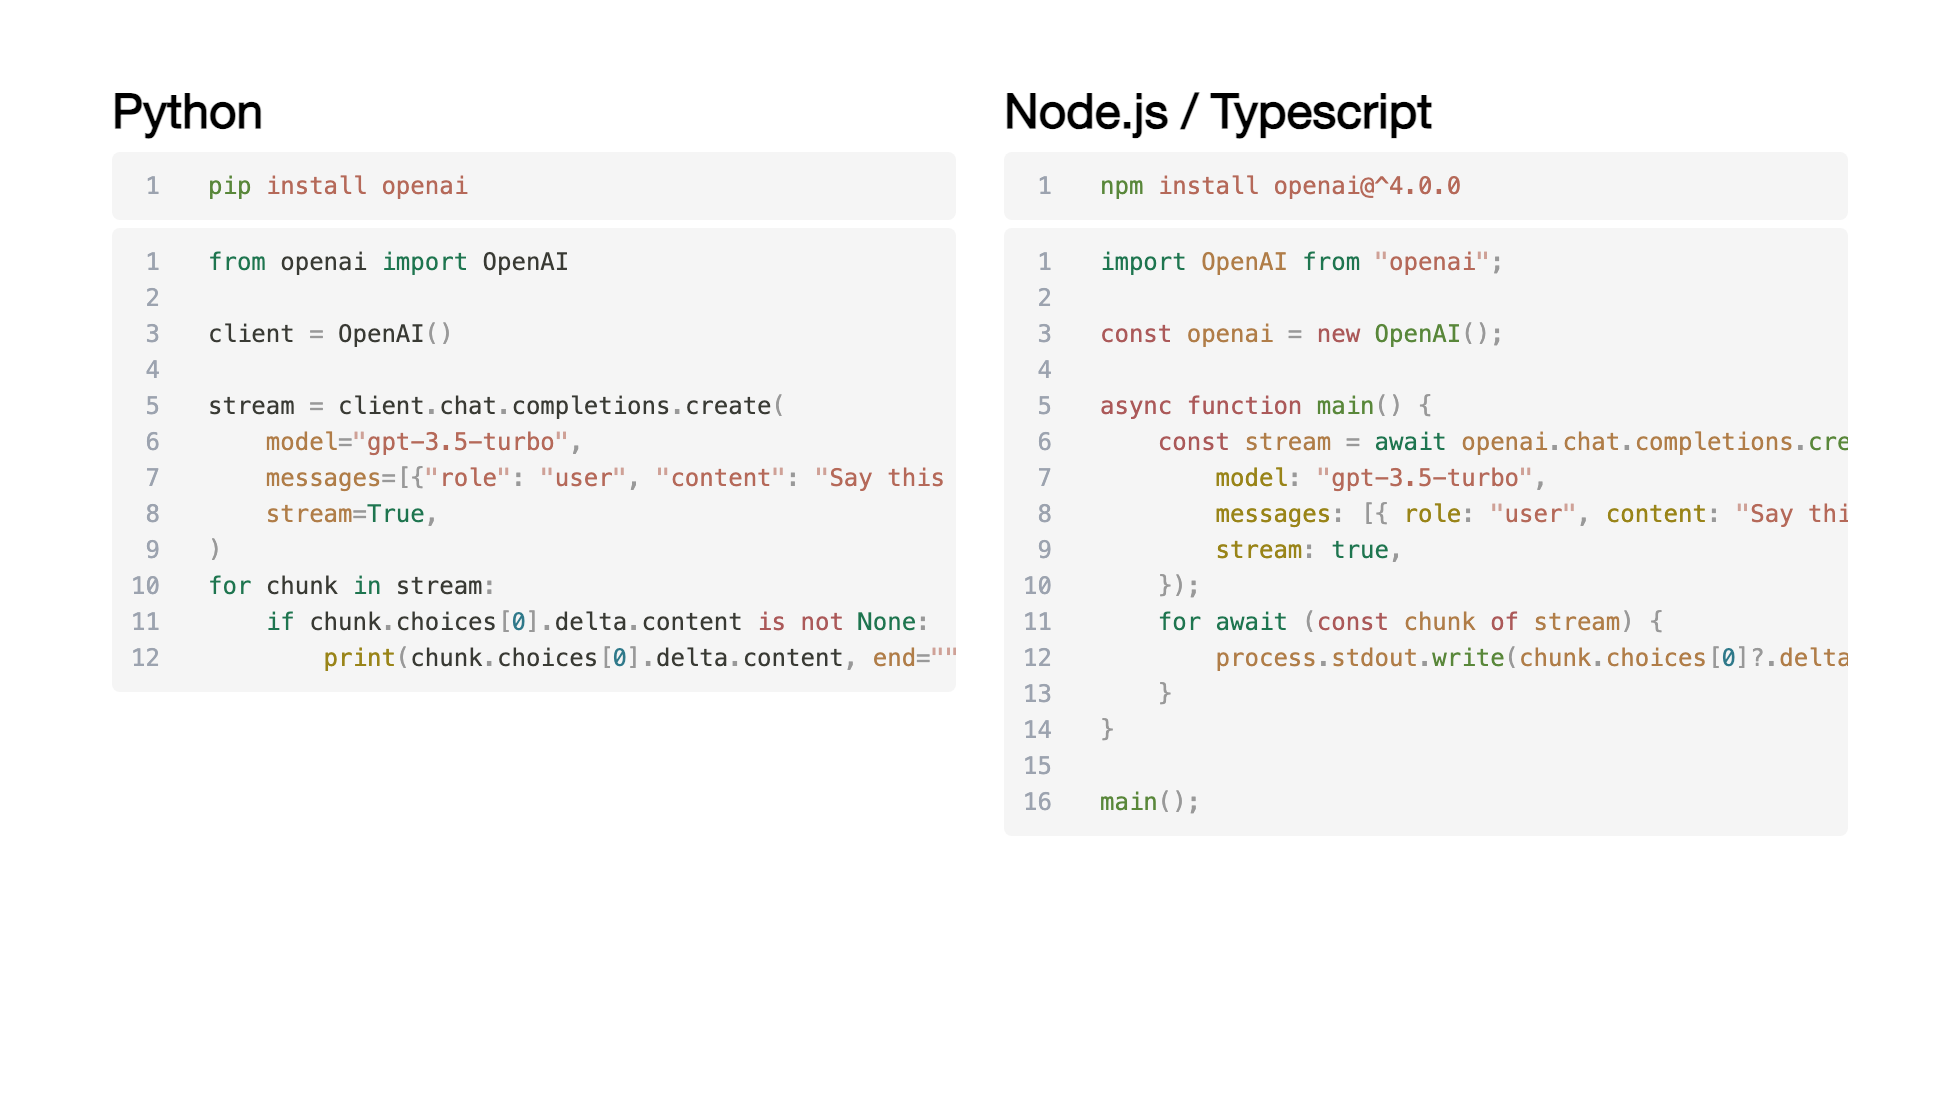 Python
1 pip install openai
1 from openai import OpenAI
2
3 client = OpenAI()
4
5 stream = client.chat.completions.create(
6     model="gpt-3.5-turbo",
7     messages=[{"role": "user", "content": "Say this
8     stream=True,
9 )
10 for chunk in stream:
11     if chunk.choices[0].delta.content is not None:
12         print(chunk.choices[0].delta.content, end=""
Node.js / Typescript
1 npm install openai@^4.0.0
1 import OpenAI from "openai";
2
3 const openai = new OpenAI();
4
5 async function main() {
6     const stream = await openai.chat.completions.cre
7         model: "gpt-3.5-turbo",
8         messages: [{ role: "user", content: "Say thi
9         stream: true,
10     });
11     for await (const chunk of stream) {
12         process.stdout.write(chunk.choices[0]?.delta
13     }
14 }
15
16 main();